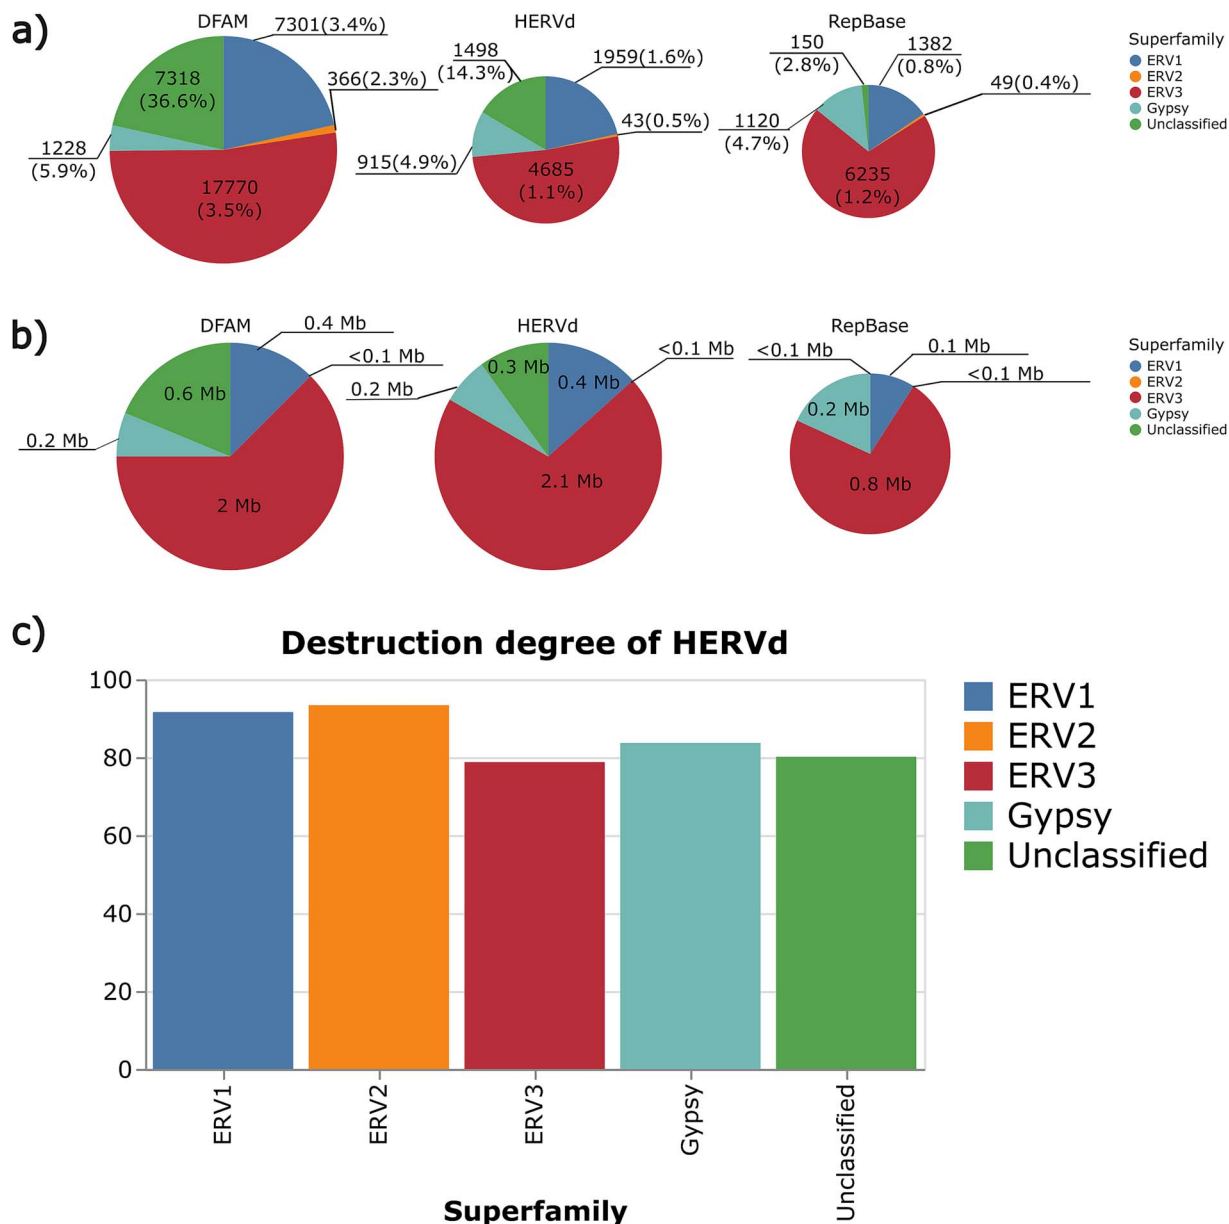 a)
DFAM
7301(3.4%)
366(2.3%)
7318
(36.6%)
1228
(5.9%)
17770
(3.5%)
HERVd
1498
(14.3%)
1959(1.6%)
43(0.5%)
915(4.9%)
4685
(1.1%)
RepBase
150
(2.8%)
1382
(0.8%)
49(0.4%)
1120
(4.7%)
6235
(1.2%)
Superfamily
ERV1
ERV2
ERV3
Gypsy
Unclassified
b)
DFAM
0.4 Mb
<0.1 Mb
0.6 Mb
0.2 Mb
2 Mb
HERVd
<0.1 Mb
0.3 Mb
0.4 Mb
0.2 Mb
2.1 Mb
RepBase
<0.1 Mb
0.1 Mb
<0.1 Mb
0.2 Mb
0.8 Mb
Superfamily
ERV1
ERV2
ERV3
Gypsy
Unclassified
c)
Destruction degree of HERVd
100
80
60
40
20
0
ERV1
ERV2
ERV3
Gypsy
Unclassified
Superfamily
ERV1
ERV2
ERV3
Gypsy
Unclassified